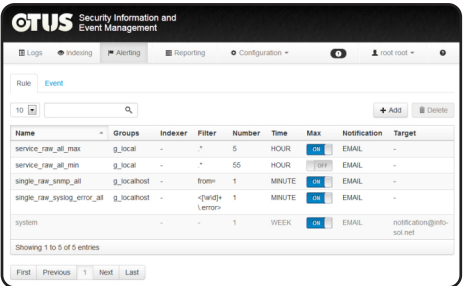 OTUS Security Information and Event Management
Logs Indexing Alerting Reporting Configuration root root
Rule Event
10
Add Delete
Name Groups Indexer Filter Number Time Max Notification Target
service_raw_all_max g_local - .* 5 HOUR ON EMAIL -
service_raw_all_min g_local - .* 55 HOUR OFF EMAIL -
single_raw_snmp_all g_localhost - from= 1 MINUTE ON EMAIL -
single_raw_syslog_error_all g_localhost - 1 MINUTE ON EMAIL -
\ error>
system - - 1 WEEK ON EMAIL notification@info-
sol.net
Showing 1 to 5 of 5 entries
First Previous 1 Next Last